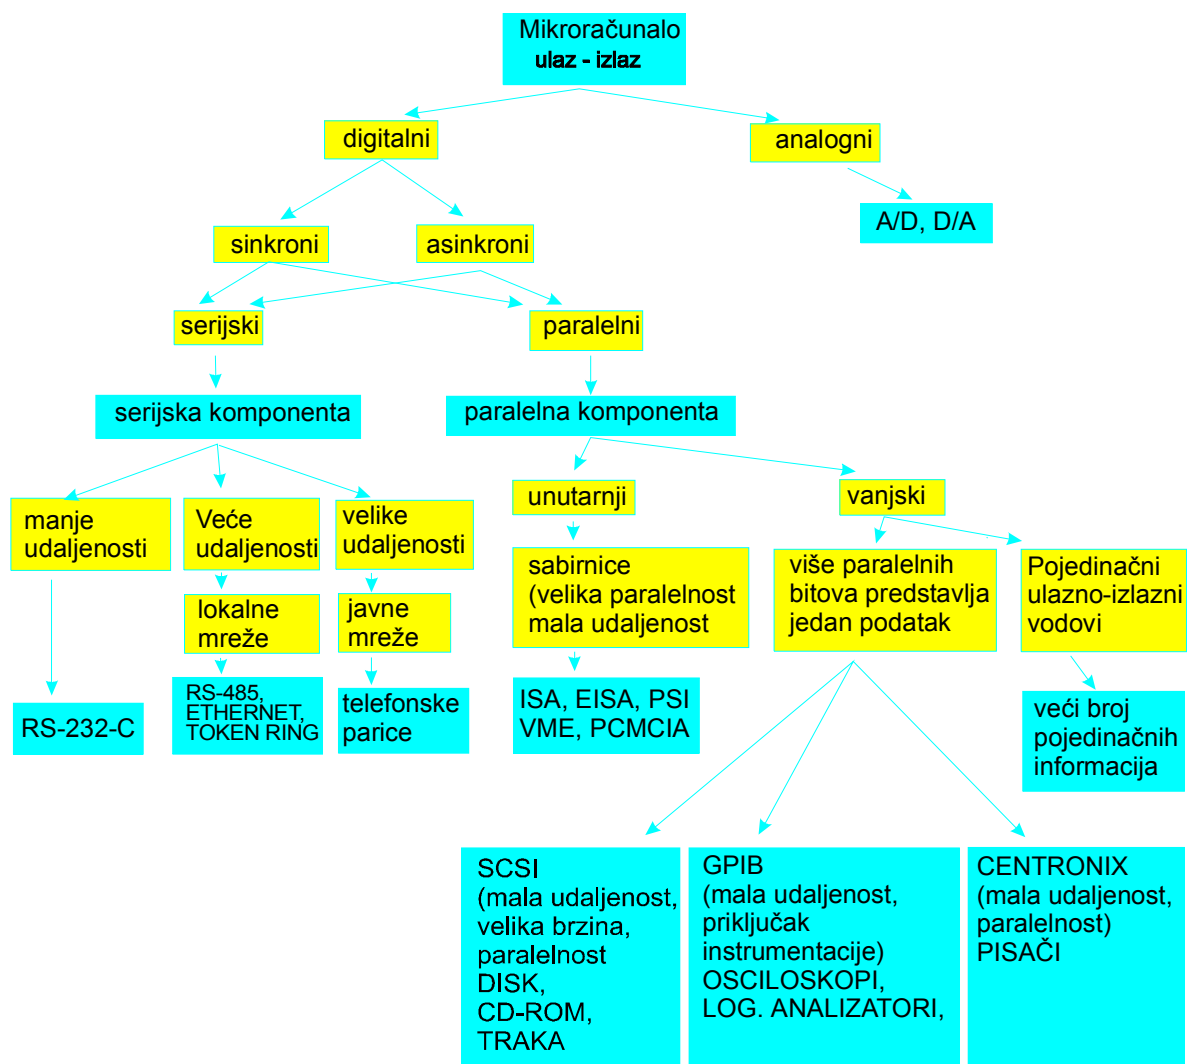 Mikroračunalo
ulaz - izlaz
digitalni
analogni
A/D, D/A
sinkroni
asinkroni
serijski
paralelni
serijska komponenta
paralelna komponenta
manje
udaljenosti
Veće
udaljenosti
velike
udaljenosti
unutarnji
vanjski
lokalne
mreže
javne
mreže
sabirnice
(velika paralelnost
mala udaljenost
više paralelnih
bitova predstavlja
jedan podatak
Pojedinačni
ulazno-izlazni
vodovi
RS-232-C
RS-485,
ETHERNET,
TOKEN RING
telefonske
parice
ISA, EISA, PSI
VME, PCMCIA
veći broj
pojedinačnih
informacija
SCSI
(mala udaljenost,
velika brzina,
paralelnost
DISK,
CD-ROM,
TRAKA
GPIB
(mala udaljenost,
priključak
instrumentacije)
OSCILOSKOPI,
LOG. ANALIZATORI,
CENTRONIX
(mala udaljenost,
paralelnost)
PISAČI